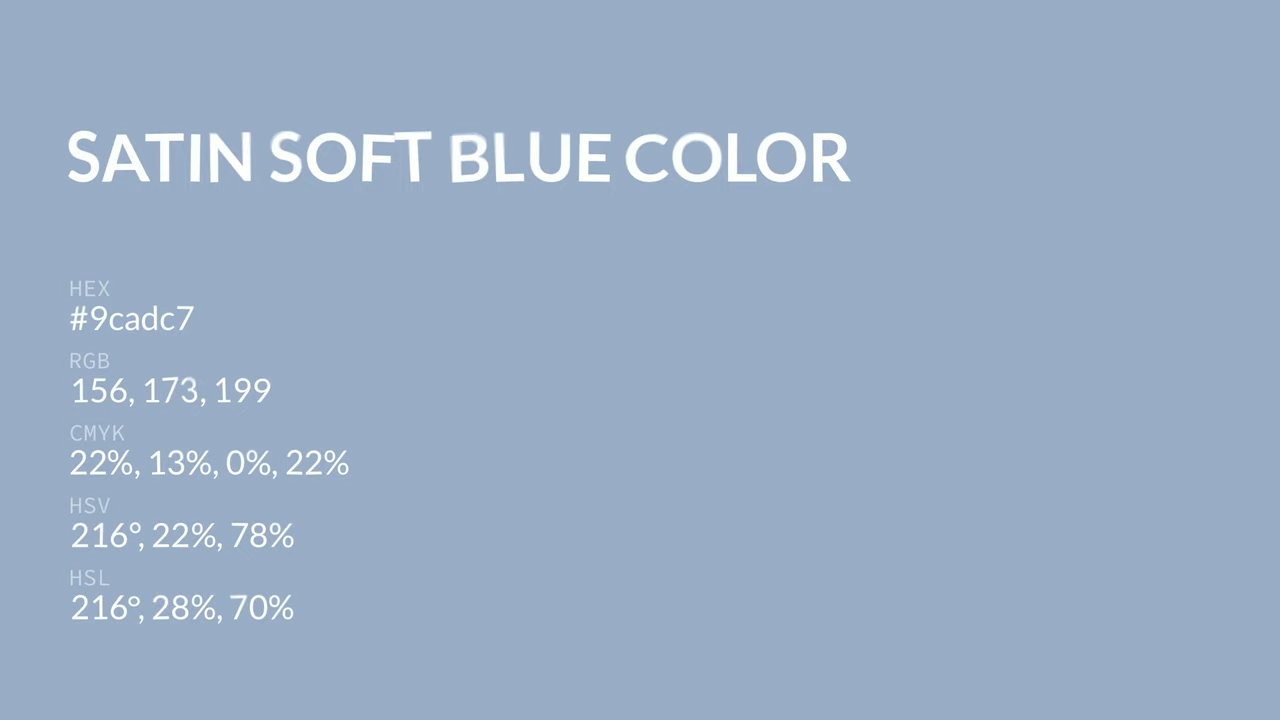 SATIN SOFT BLUE COLOR
HEX
#9cadc7
RGB
156, 173, 199
CMYK
22%, 13%, 0%, 22%
HSV
216°, 22%, 78%
HSL
216°, 28%, 70%